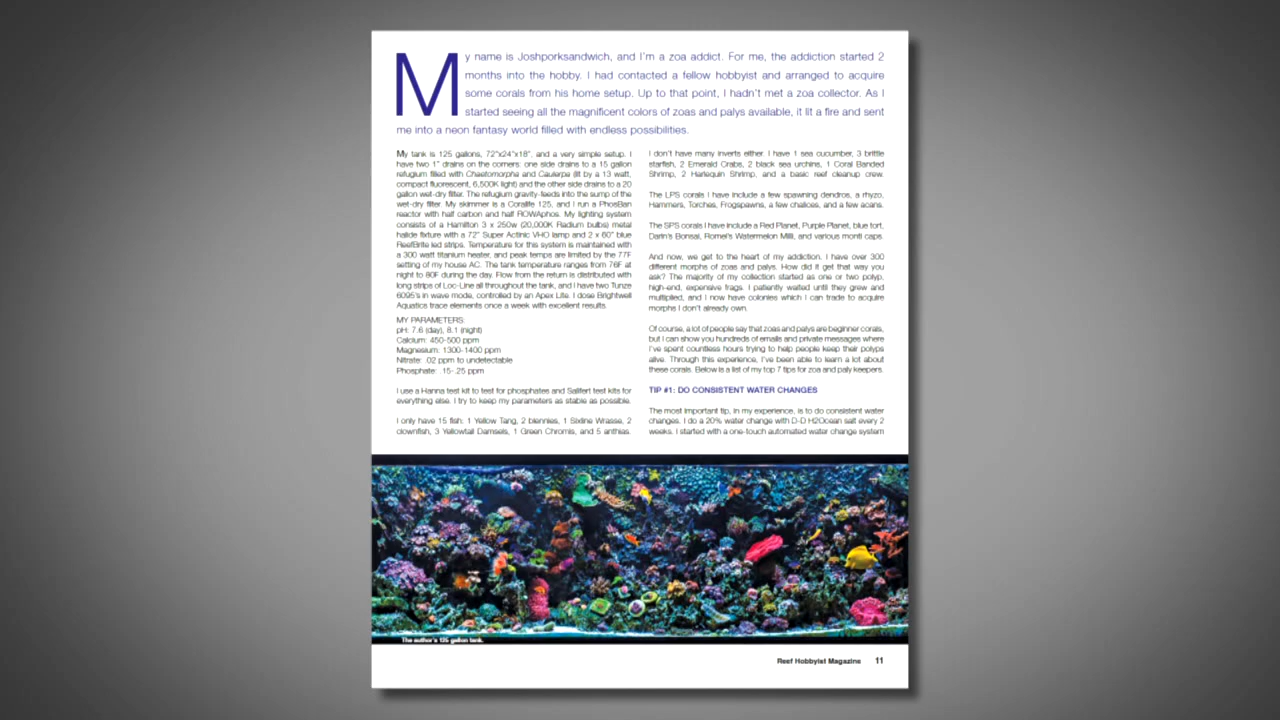 My name is Joshporksandwich, and I'm a zoa addict. For me, the addiction started 2
months into the hobby. I had contacted a fellow hobbyist and arranged to acquire
some corals from his home setup. Up to that point, I hadn't met a zoa collector. As I
started seeing all the magnificent colors of zoas and palys available, it lit a fire and sent
me into a neon fantasy world filled with endless possibilities.
My tank is 125 gallons, 72"x24"x18", and a very simple setup. I
have two 1" drains on the corners: one side drains to a 15 gallon
refugium filled with Chaetomorpha and Caulerpa (lit by a 13 watt,
compact fluorescent, 6,500K light) and the other side drains to a 20
gallon wet-dry filter. The refugium gravity-feeds into the sump of the
wet-dry filter. My skimmer is a Coralife 125, and I run a PhosBan
reactor with half carbon and half ROWAphos. My lighting system
consists of a Hamilton 3 x 250w (20,000K Radium bulbs) metal
halide fixture with a 72" Super Actinic VHO lamp and 2 x 60" blue
ReefBrite led strips. Temperature for this system is maintained with
a 300 watt titanium heater, and peak temps are limited by the 77F
setting of my house AC. The tank temperature ranges from 76F at
night to 80F during the day. Flow from the return is distributed with
long strips of Loc-Line all throughout the tank, and I have two Tunze
6095's in wave mode, controlled by an Apex Lite. I dose Brightwell
Aquatics trace elements once a week with excellent results.
MY PARAMETERS:
pH: 7.6 (day), 8.1 (night)
Calcium: 450-500 ppm
Magnesium: 1300-1400 ppm
Nitrate: .02 ppm to undetectable
Phosphate: .15-.25 ppm
I use a Hanna test kit to test for phosphates and Salifert test kits for
everything else. I try to keep my parameters as stable as possible.
I only have 15 fish: 1 Yellow Tang, 2 blennies, 1 Sixline Wrasse, 2
clownfish, 3 Yellowtail Damsels, 1 Green Chromis, and 5 anthias.
I don't have many inverts either. I have 1 sea cucumber, 3 brittle
starfish, 2 Emerald Crabs, 2 black sea urchins, 1 Coral Banded
Shrimp, 2 Harlequin Shrimp, and a basic reef cleanup crew.
The LPS corals I have include a few spawning dendros, a rhyzo,
Hammers, Torches, Frogspawns, a few chalices, and a few acans.
The SPS corals I have include a Red Planet, Purple Planet, blue tort,
Darin's Bonsai, Romel's Watermelon Milli, and various monti caps.
And now, we get to the heart of my addiction. I have over 300
different morphs of zoas and palys. How did it get that way you
ask? The majority of my collection started as one or two polyp,
high-end, expensive frags. I patiently waited until they grew and
multiplied, and I now have colonies which I can trade to acquire
morphs I don't already own.
Of course, a lot of people say that zoas and palys are beginner corals,
but I can show you hundreds of emails and private messages where
I've spent countless hours trying to help people keep their polyps
alive. Through this experience, I've been able to learn a lot about
these corals. Below is a list of my top 7 tips for zoa and paly keepers.
TIP #1: DO CONSISTENT WATER CHANGES
The most important tip, in my experience, is to do consistent water
changes. I do a 20% water change with D-D H2Ocean salt every 2
weeks. I started with a one-touch automated water change system
The author's 125 gallon tank.
Reef Hobbyist Magazine 11